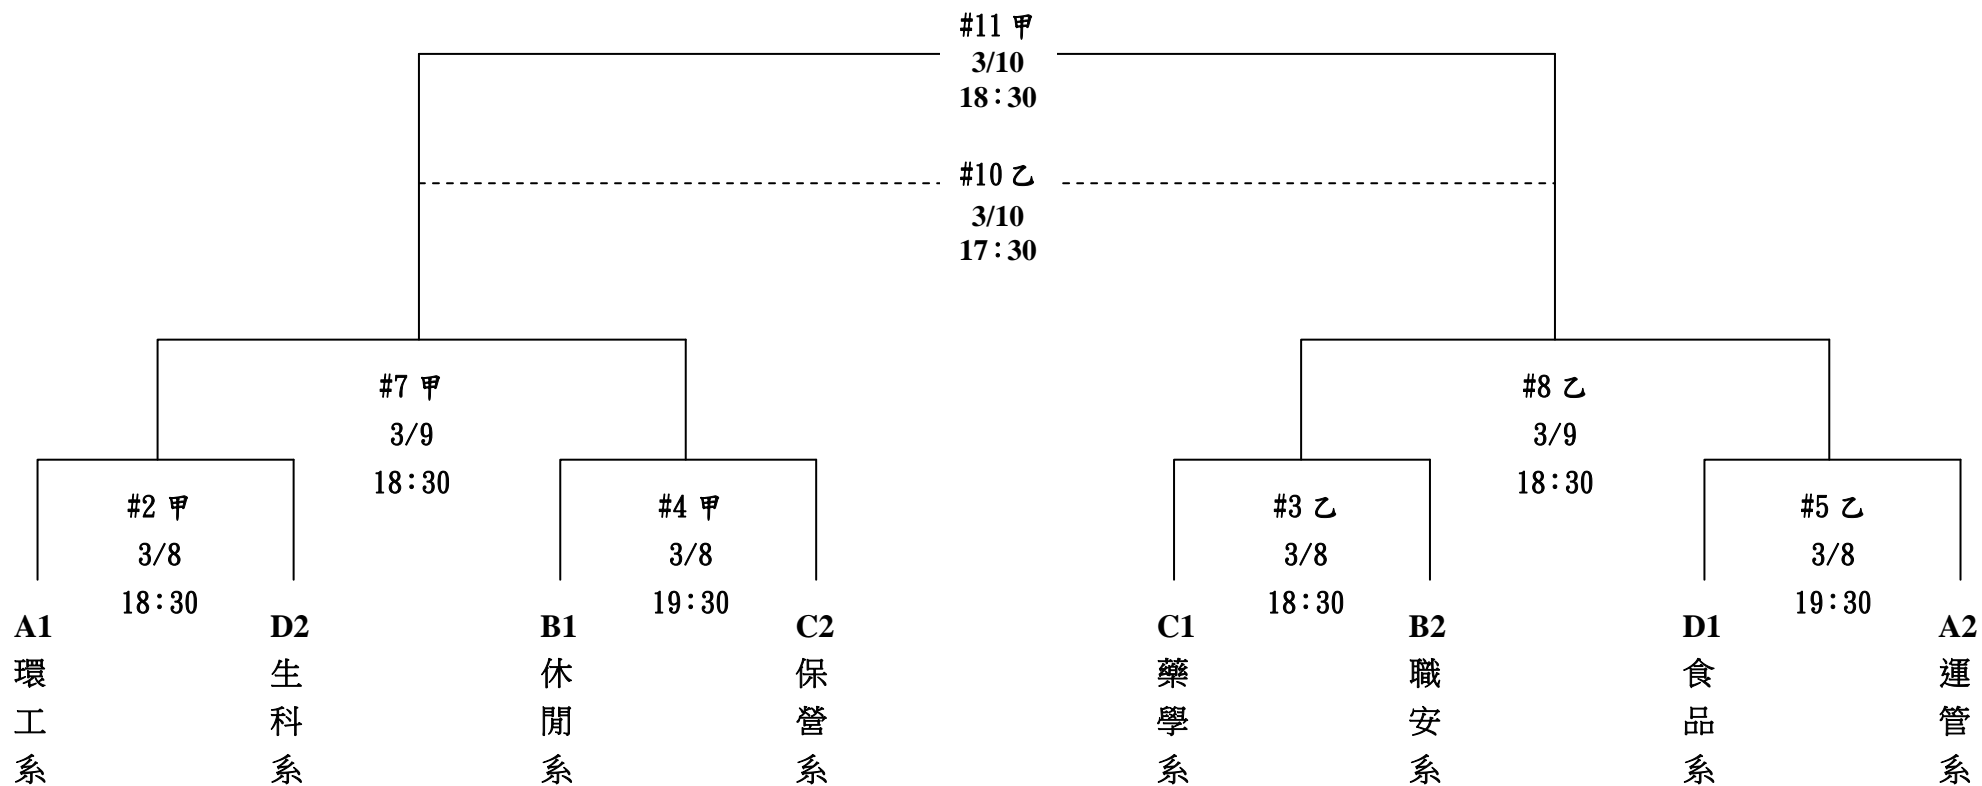 #11 甲
3/10
18:30
#10 乙
3/10
17:30
#7 甲
3/9
18:30
#8 乙
3/9
18:30
#2 甲
3/8
18:30
#4 甲
3/8
19:30
#3 乙
3/8
18:30
#5 乙
3/8
19:30
A1
環工系
D2
生科系
B1
休閒系
C2
保營系
C1
藥學系
B2
職安系
D1
食品系
A2
運管系